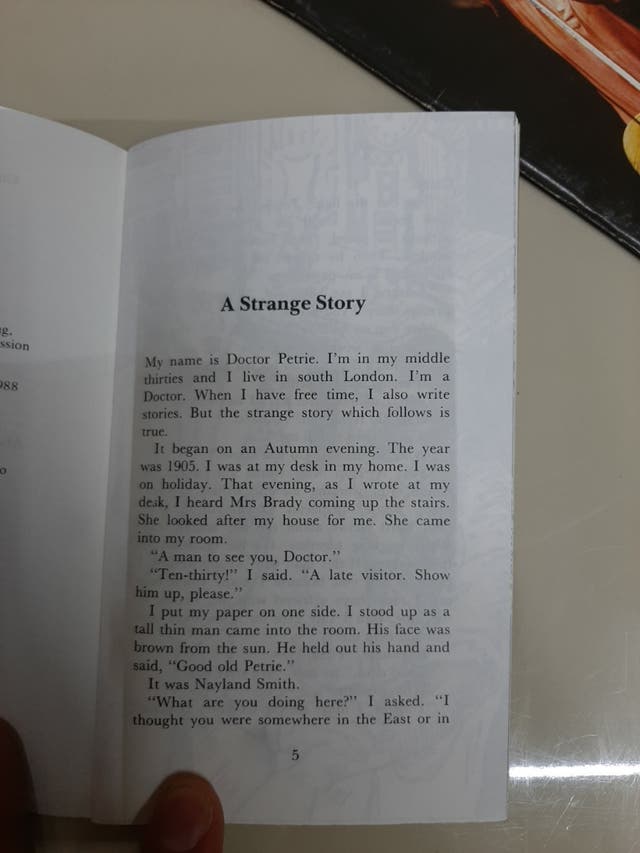 g,
ssion
988
o
A Strange Story
My name is Doctor Petrie. I'm in my middle
thirties and I live in south London. I'm a
Doctor. When I have free time, I also write
stories. But the strange story which follows is
true.
It began on an Autumn evening. The year
was 1905. I was at my desk in my home. I was
on holiday. That evening, as I wrote at my
desk, I heard Mrs Brady coming up the stairs.
She looked after my house for me. She came
into my room.
“A man to see you, Doctor.”
“Ten-thirty!” I said. “A late visitor. Show
him up, please.”
I put my paper on one side. I stood up as a
tall thin man came into the room. His face was
brown from the sun. He held out his hand and
said, “Good old Petrie.”
It was Nayland Smith.
“What are you doing here?” I asked. “I
thought you were somewhere in the East or in
5